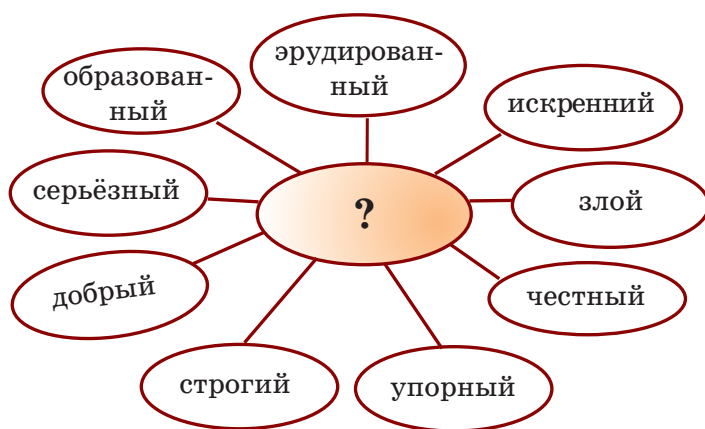 эрудирован-
ный
образован-
ный
искренний
серьёзный
?
злой
добрый
честный
строгий
упорный